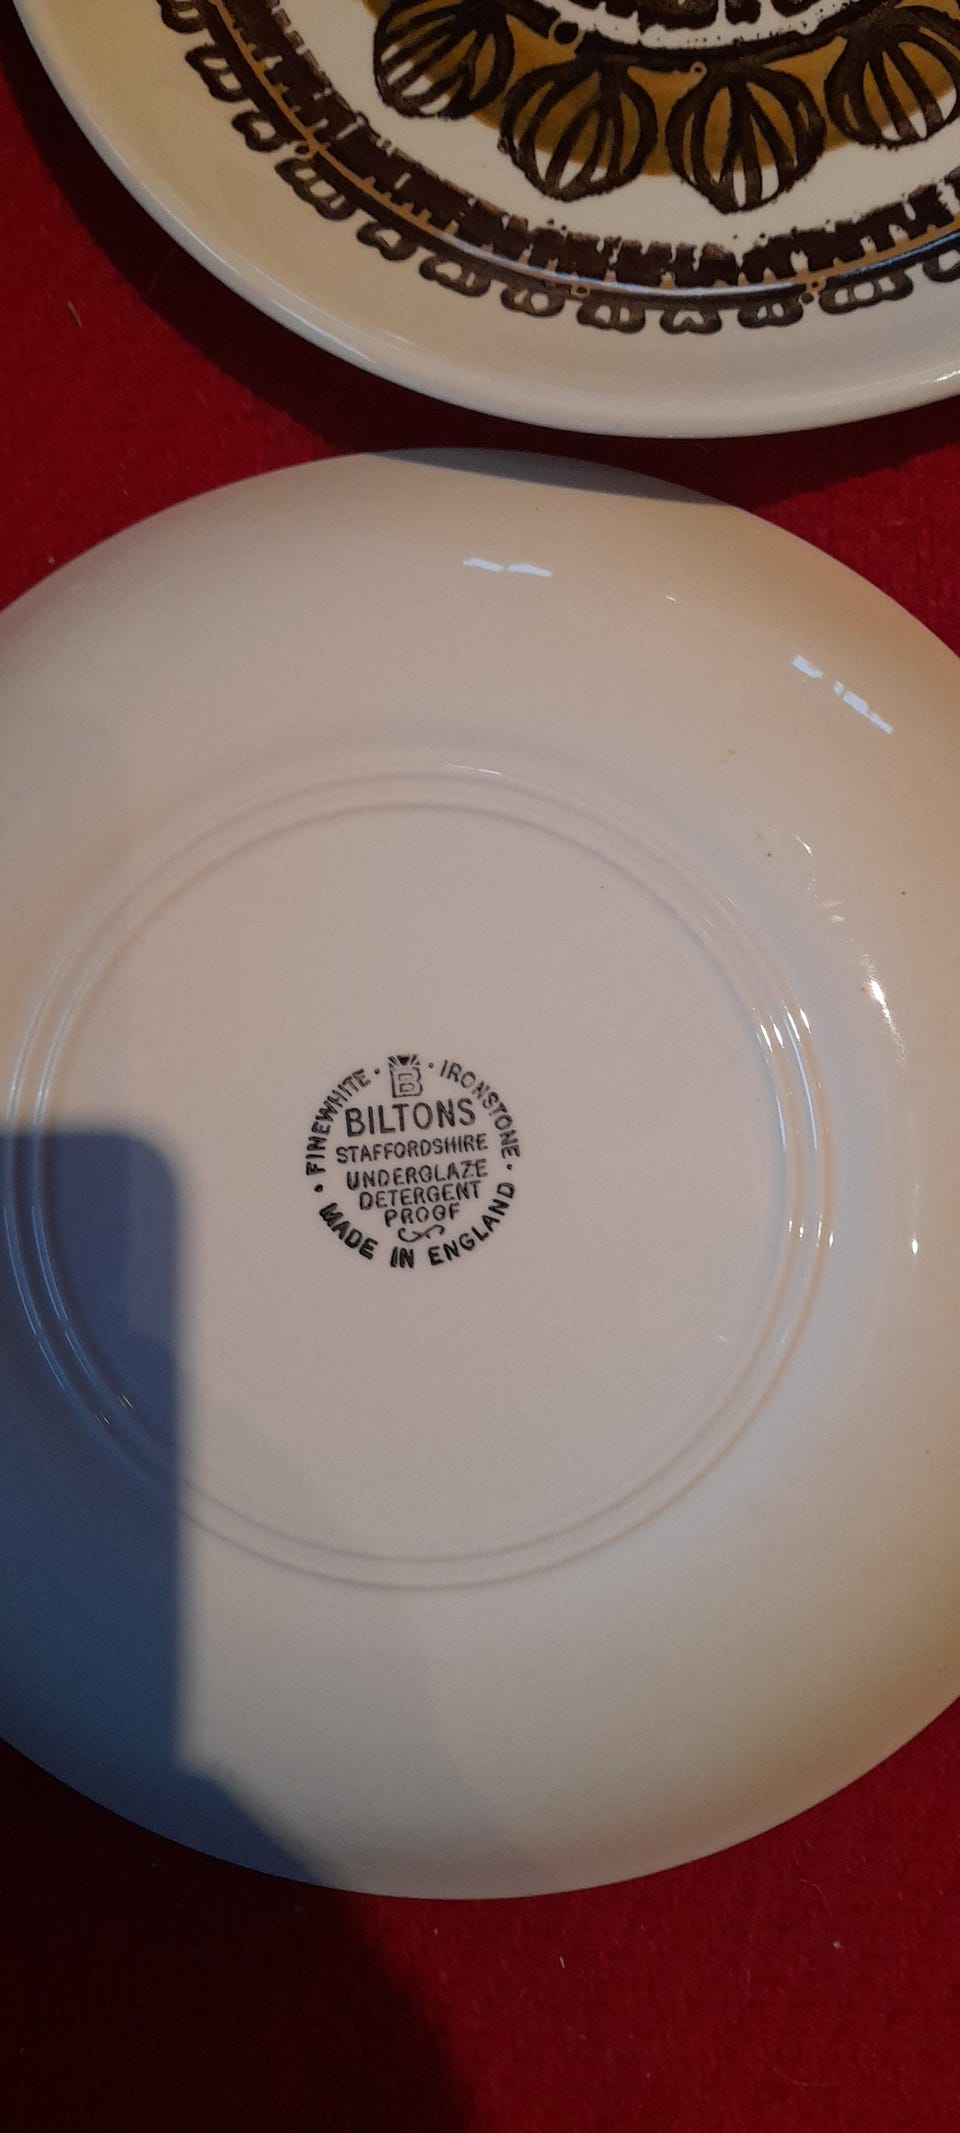 B
· FINEWHITE · IRONSTONE ·
BILTONS
STAFFORDSHIRE
UNDERGLAZE
DETERGENT
PROOF
MADE IN ENGLAND